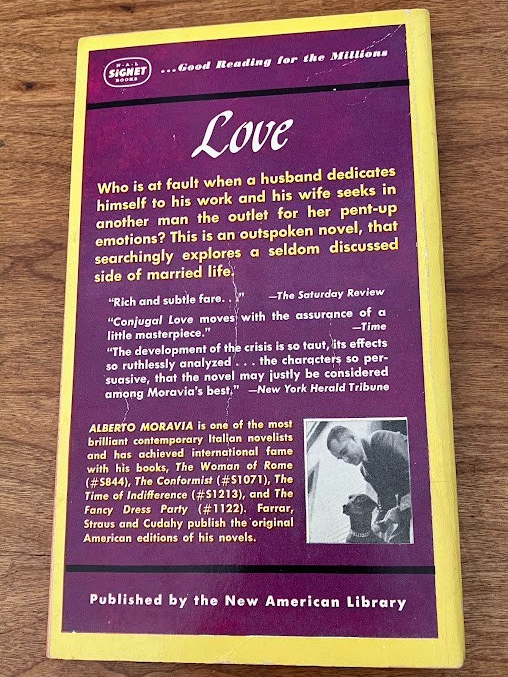 N·A·L
SIGNET
BOOKS
...Good Reading for the Millions
Love
Who is at fault when a husband dedicates
himself to his work and his wife seeks in
another man the outlet for her pent-up
emotions? This is an outspoken novel, that
searchingly explores a seldom discussed
side of married life.
"Rich and subtle fare. . ." —The Saturday Review
"Conjugal Love moves with the assurance of a
little masterpiece." —Time
"The development of the crisis is so taut, its effects
so ruthlessly analyzed . . . the characters so per-
suasive, that the novel may justly be considered
among Moravia's best." —New York Herald Tribune
ALBERTO MORAVIA is one of the most
brilliant contemporary Italian novelists
and has achieved international fame
with his books, The Woman of Rome
(#S844), The Conformist (#S1071), The
Time of Indifference (#S1213), and The
Fancy Dress Party (#1122). Farrar,
Straus and Cudahy publish the original
American editions of his novels.
Published by the New American Library